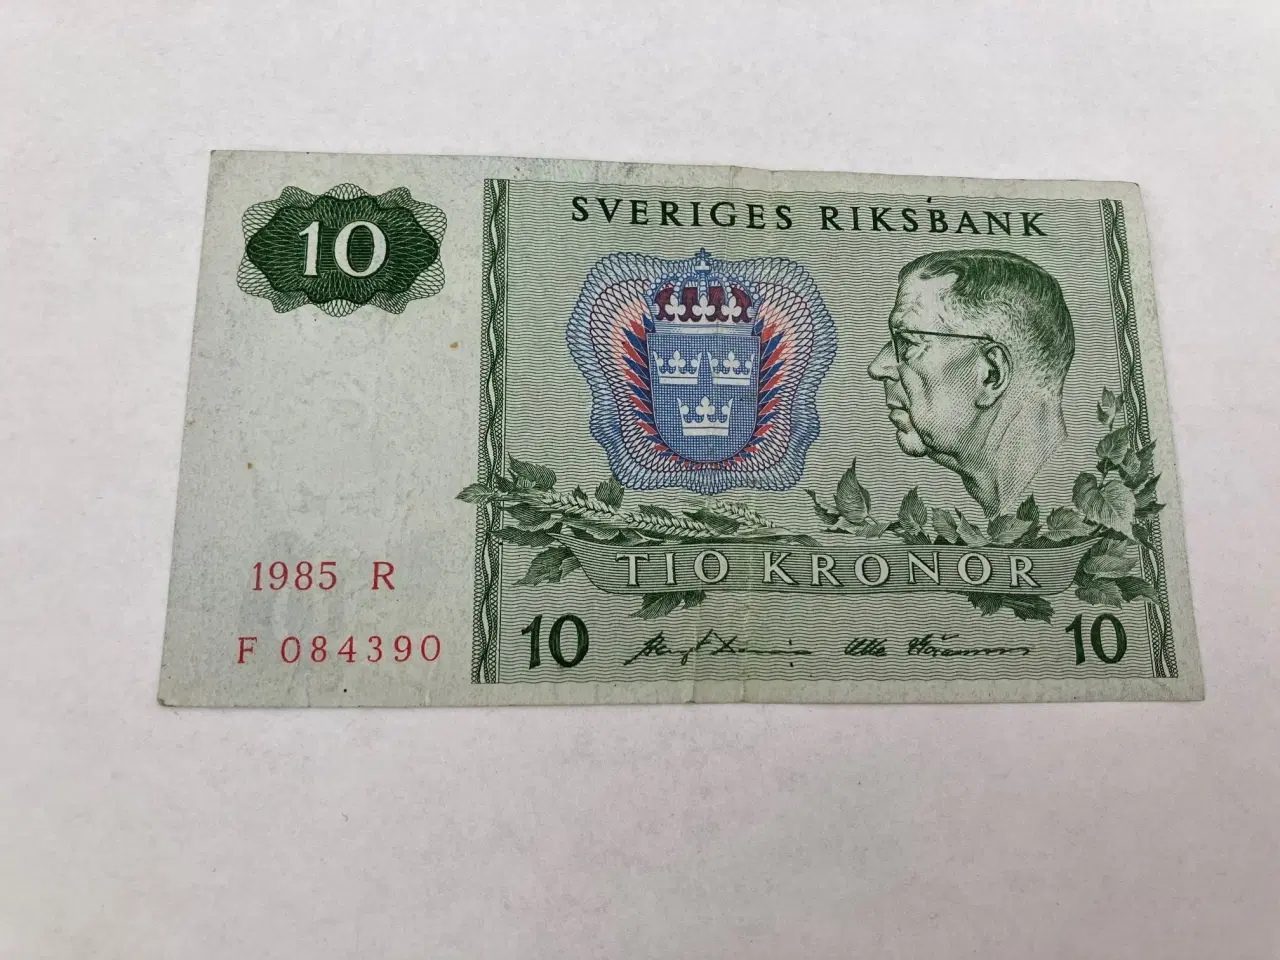 10
SVERIGES RIKSBANK
TIO KRONOR
1985 R
F 084390
10
10